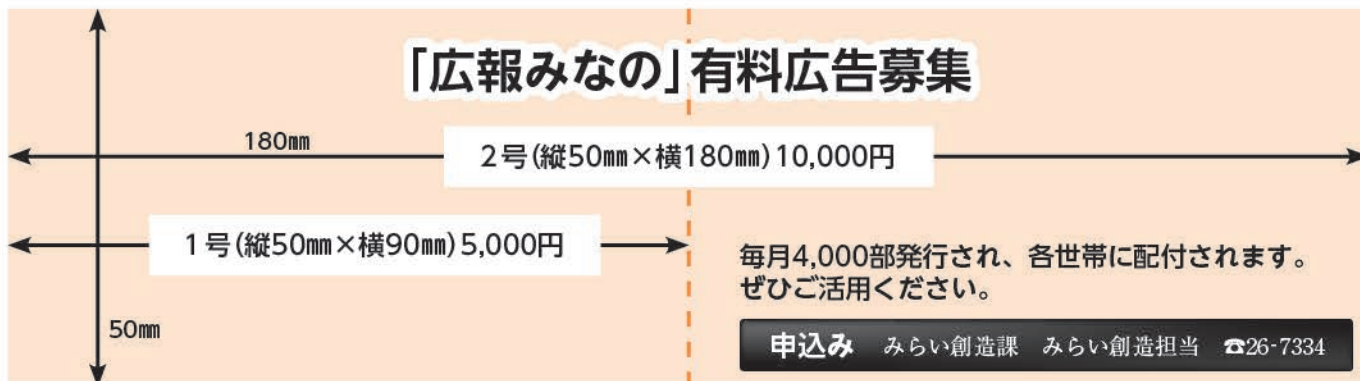 「広報みなの」有料広告募集
180㎜
2号(縦50㎜×横180㎜)10,000円
1号(縦50㎜×横90㎜)5,000円
毎月4,000部発行され、各世帯に配付されます。
ぜひご活用ください。
50㎜
申込み　みらい創造課　みらい創造担当　☎26-7334